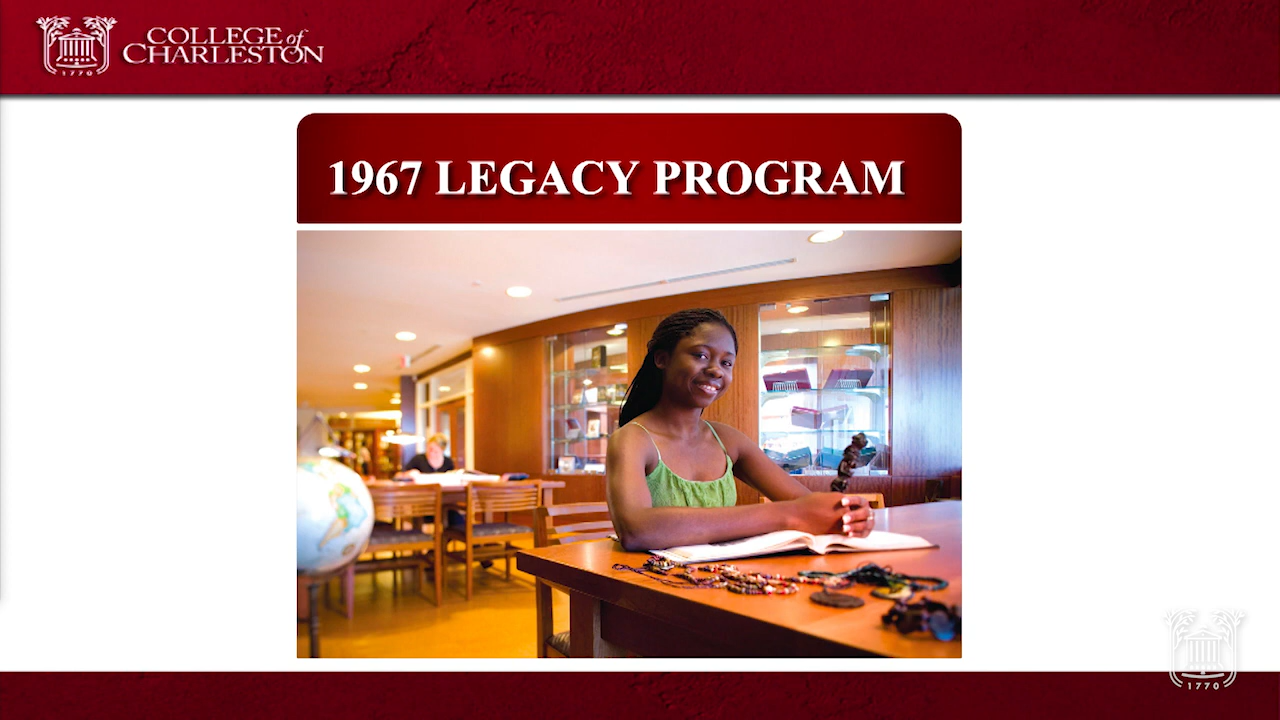 COLLEGE of
CHARLESTON
1770
1967 LEGACY PROGRAM
1770